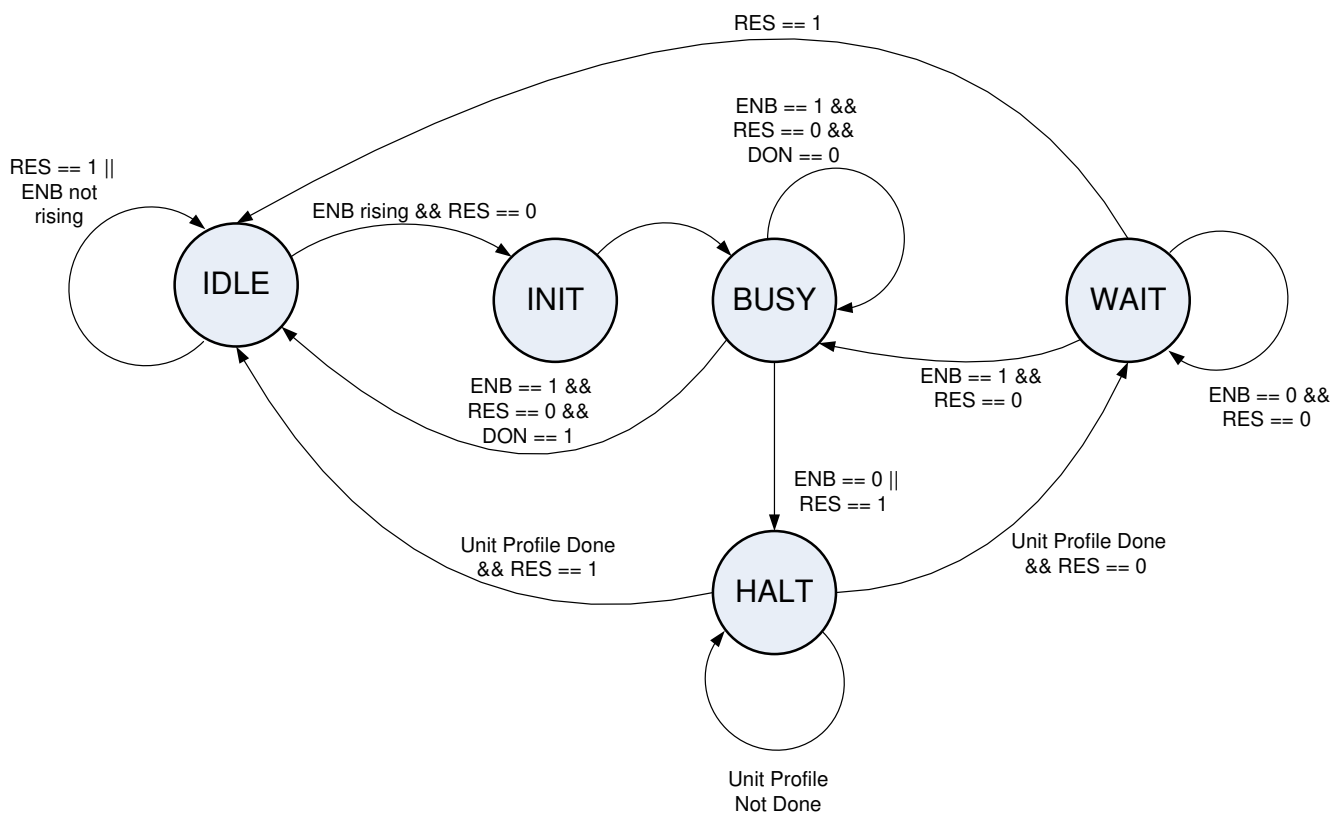 RES == 1
ENB == 1 &&
RES == 0 &&
DON == 0
RES == 1 ||
ENB not
rising
ENB rising && RES == 0
IDLE
INIT
BUSY
WAIT
ENB == 1 &&
RES == 0 &&
DON == 1
ENB == 1 &&
RES == 0
ENB == 0 &&
RES == 0
ENB == 0 ||
RES == 1
Unit Profile Done
&& RES == 1
Unit Profile Done
&& RES == 0
HALT
Unit Profile
Not Done